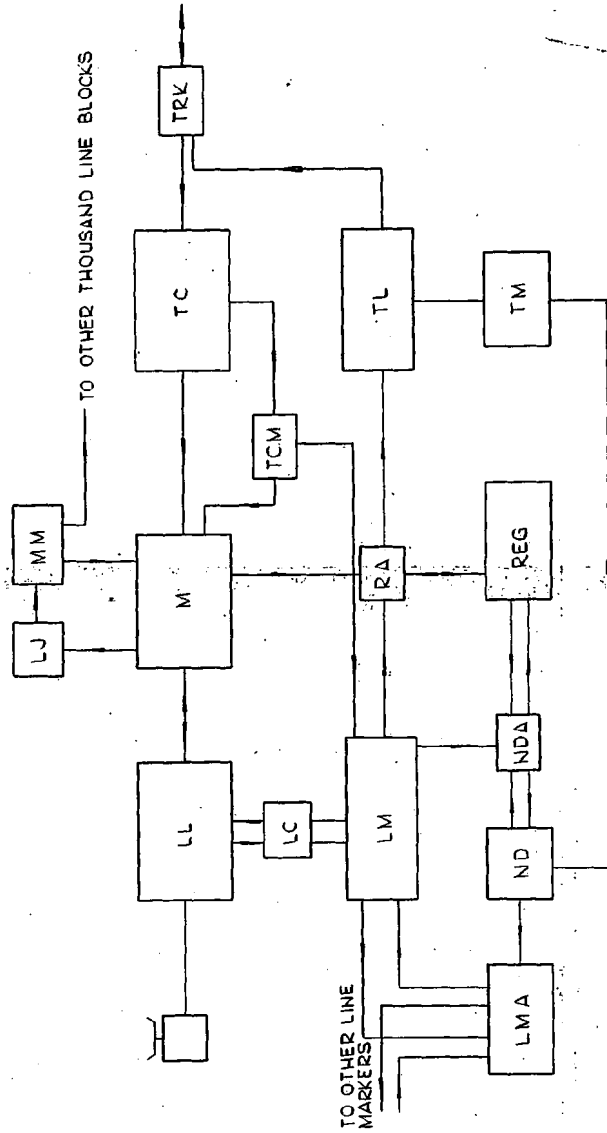 TO OTHER THOUSAND LINE BLOCKS
LJ
MM
LL
M
TC
TRK
LC
TCM
TO OTHER LINE
MARKERS
LM
RA
TL
LMA
ND
NDA
REG
TM